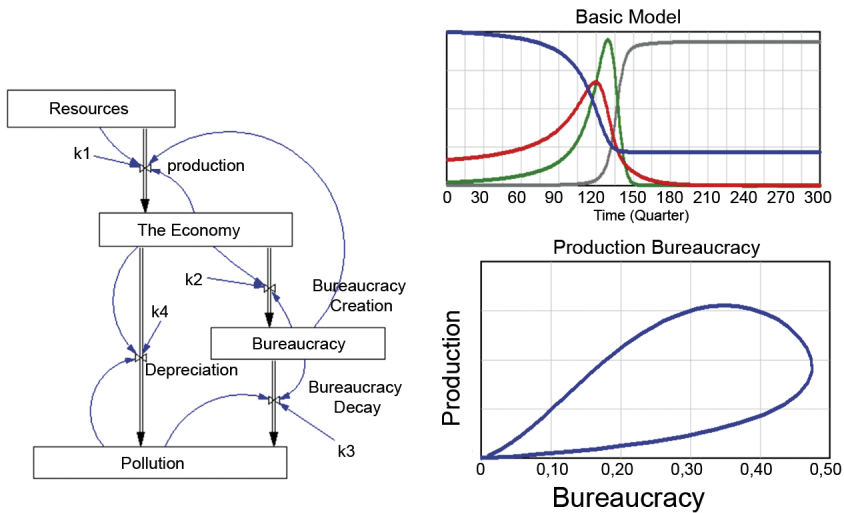 Resources
k1
production
The Economy
k2
Bureaucracy
Creation
k4
Bureaucracy
Depreciation
Bureaucracy
Decay
k3
Pollution
Basic Model
0 30 60 90 120 150 180 210 240 270 300
Time (Quarter)
Production Bureaucracy
Production
0 0,10 0,20 0,30 0,40 0,50
Bureaucracy